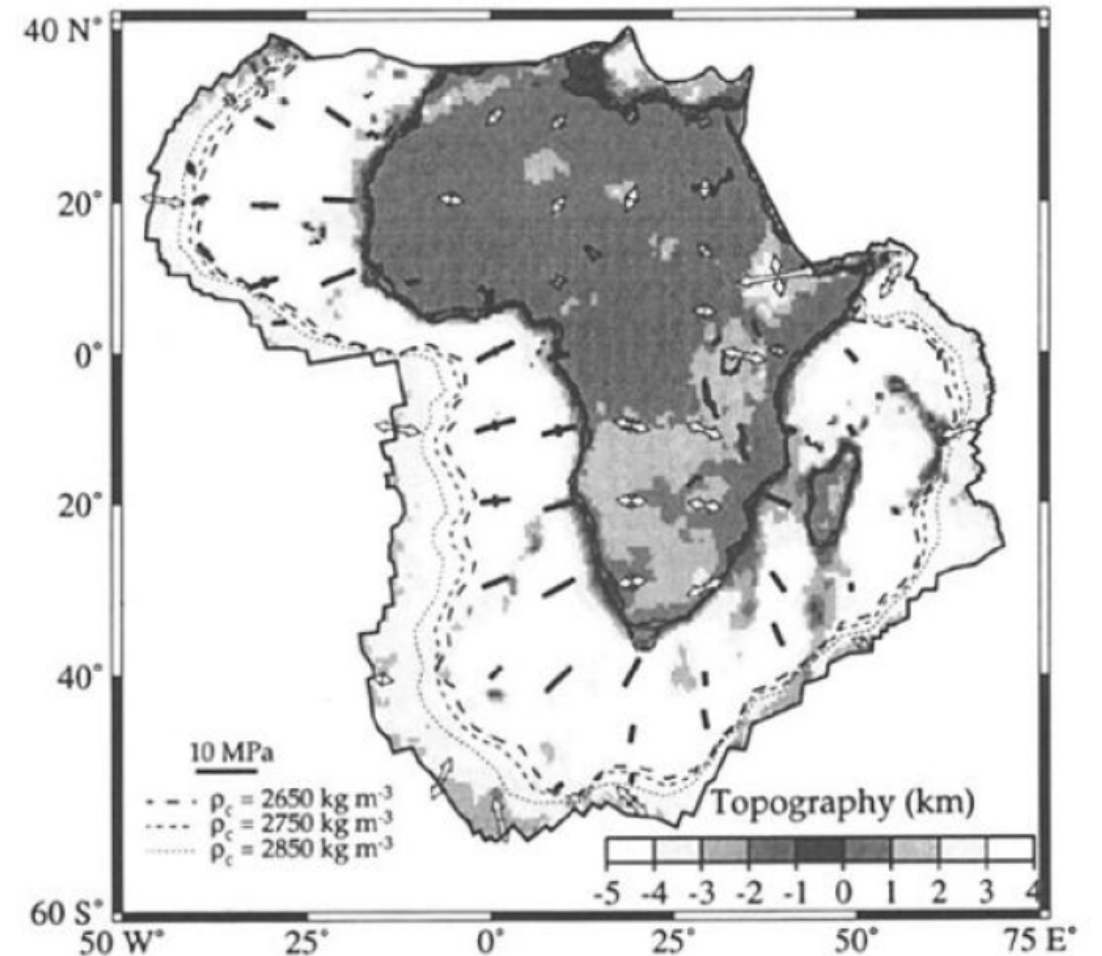 40 N°
20°
0°
20°
40°
60 S°
50 W°
25°
0°
25°
50°
75 E°
10 MPa
ρc = 2650 kg m-3
ρc = 2750 kg m-3
ρc = 2850 kg m-3
Topography (km)
-5 -4 -3 -2 -1 0 1 2 3 4